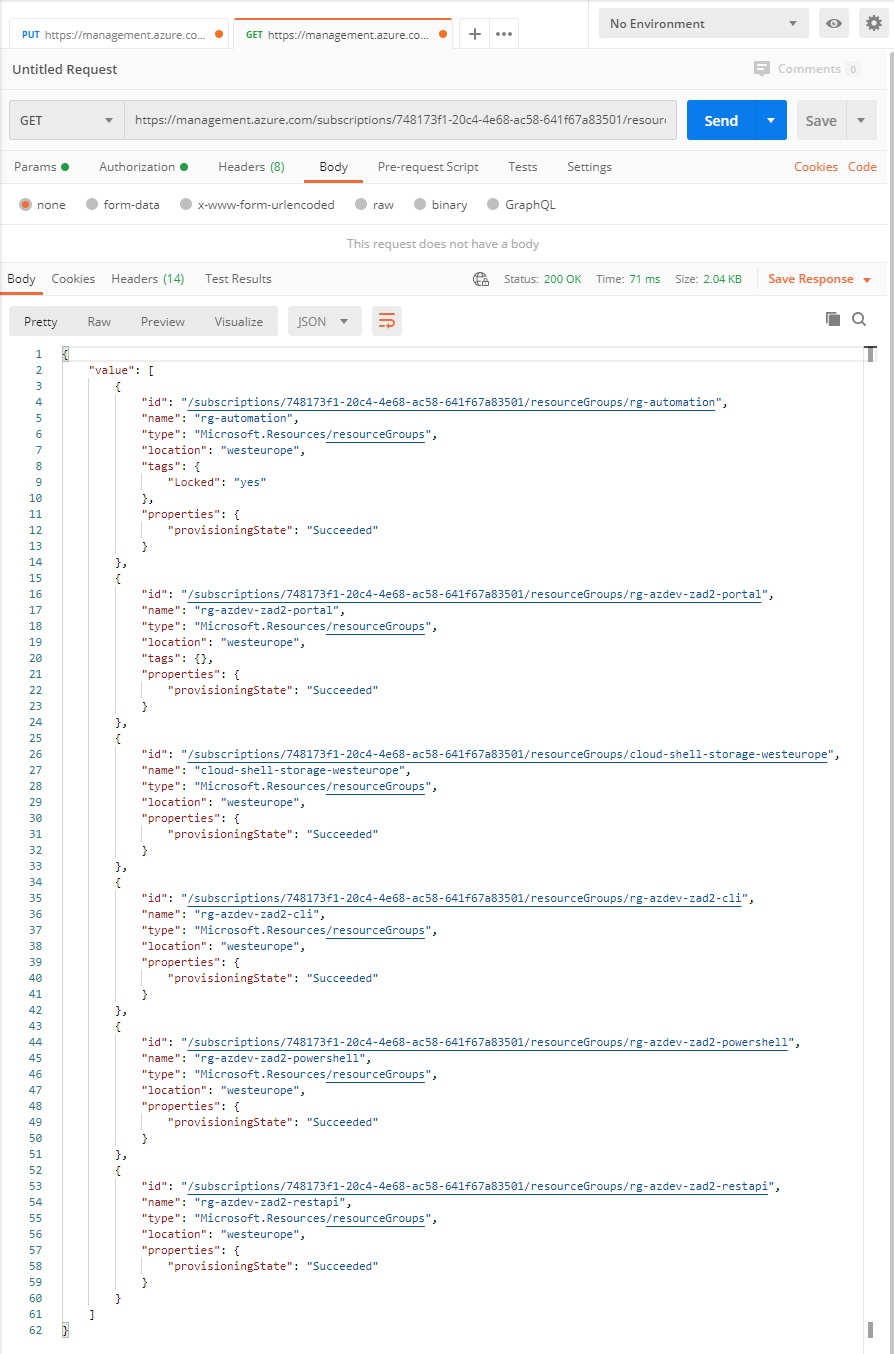 PUT https://management.azure.co...
GET https://management.azure.co...
No Environment
Untitled Request
Comments 0
GET https://management.azure.com/subscriptions/748173f1-20c4-4e68-ac58-641f67a83501/resour
Send
Save
Params Authorization Headers (8) Body Pre-request Script Tests Settings Cookies Code
none form-data x-www-form-urlencoded raw binary GraphQL
This request does not have a body
Body Cookies Headers (14) Test Results Status: 200 OK Time: 71 ms Size: 2.04 KB Save Response
Pretty Raw Preview Visualize JSON
1 {
2 "value": [
3 {
4 "id": "/subscriptions/748173f1-20c4-4e68-ac58-641f67a83501/resourceGroups/rg-automation",
5 "name": "rg-automation",
6 "type": "Microsoft.Resources/resourceGroups",
7 "location": "westeurope",
8 "tags": {
9 "Locked": "yes"
10 },
11 "properties": {
12 "provisioningState": "Succeeded"
13 }
14 },
15 {
16 "id": "/subscriptions/748173f1-20c4-4e68-ac58-641f67a83501/resourceGroups/rg-azdev-zad2-portal",
17 "name": "rg-azdev-zad2-portal",
18 "type": "Microsoft.Resources/resourceGroups",
19 "location": "westeurope",
20 "tags": {},
21 "properties": {
22 "provisioningState": "Succeeded"
23 }
24 },
25 {
26 "id": "/subscriptions/748173f1-20c4-4e68-ac58-641f67a83501/resourceGroups/cloud-shell-storage-westeurope",
27 "name": "cloud-shell-storage-westeurope",
28 "type": "Microsoft.Resources/resourceGroups",
29 "location": "westeurope",
30 "properties": {
31 "provisioningState": "Succeeded"
32 }
33 },
34 {
35 "id": "/subscriptions/748173f1-20c4-4e68-ac58-641f67a83501/resourceGroups/rg-azdev-zad2-cli",
36 "name": "rg-azdev-zad2-cli",
37 "type": "Microsoft.Resources/resourceGroups",
38 "location": "westeurope",
39 "properties": {
40 "provisioningState": "Succeeded"
41 }
42 },
43 {
44 "id": "/subscriptions/748173f1-20c4-4e68-ac58-641f67a83501/resourceGroups/rg-azdev-zad2-powershell",
45 "name": "rg-azdev-zad2-powershell",
46 "type": "Microsoft.Resources/resourceGroups",
47 "location": "westeurope",
48 "properties": {
49 "provisioningState": "Succeeded"
50 }
51 },
52 {
53 "id": "/subscriptions/748173f1-20c4-4e68-ac58-641f67a83501/resourceGroups/rg-azdev-zad2-restapi",
54 "name": "rg-azdev-zad2-restapi",
55 "type": "Microsoft.Resources/resourceGroups",
56 "location": "westeurope",
57 "properties": {
58 "provisioningState": "Succeeded"
59 }
60 }
61 ]
62 }